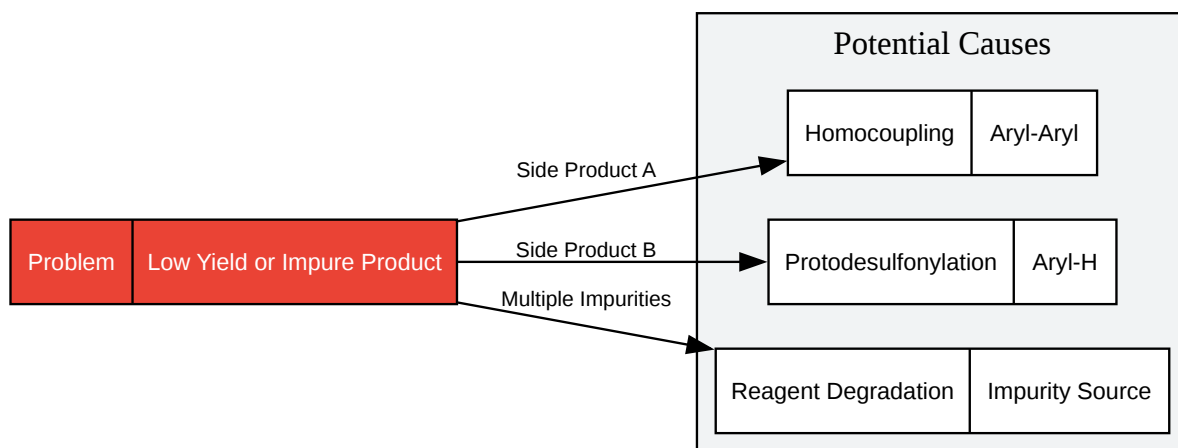 Potential Causes
Homocoupling
Aryl-Aryl
Side Product A
Problem
Low Yield or Impure Product
Side Product B
Protodesulfonylation
Aryl-H
Multiple Impurities
Reagent Degradation
Impurity Source